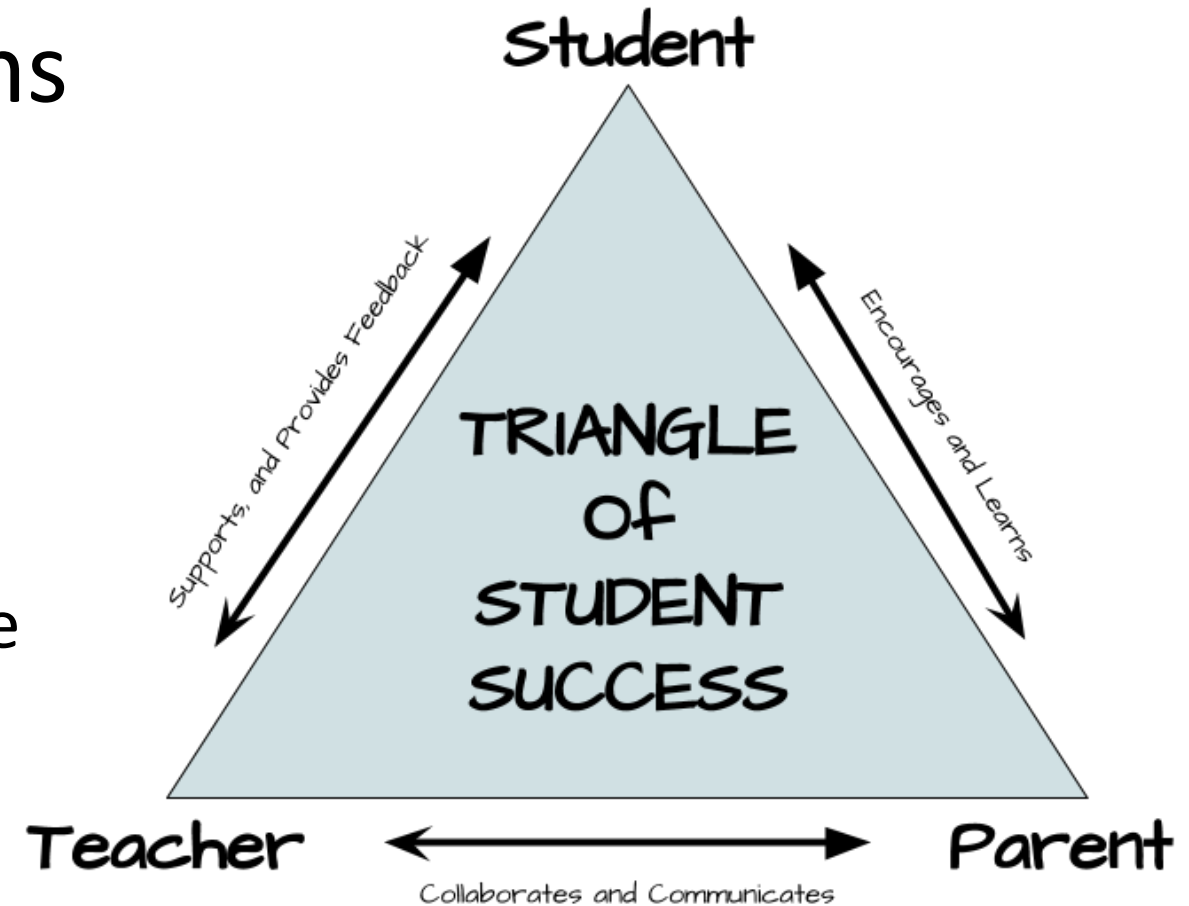 Student
ns
Supports, and Provides Feedback
Encourages and Learns
TRIANGLE
of
STUDENT
SUCCESS
e
Teacher
Parent
Collaborates and Communicates